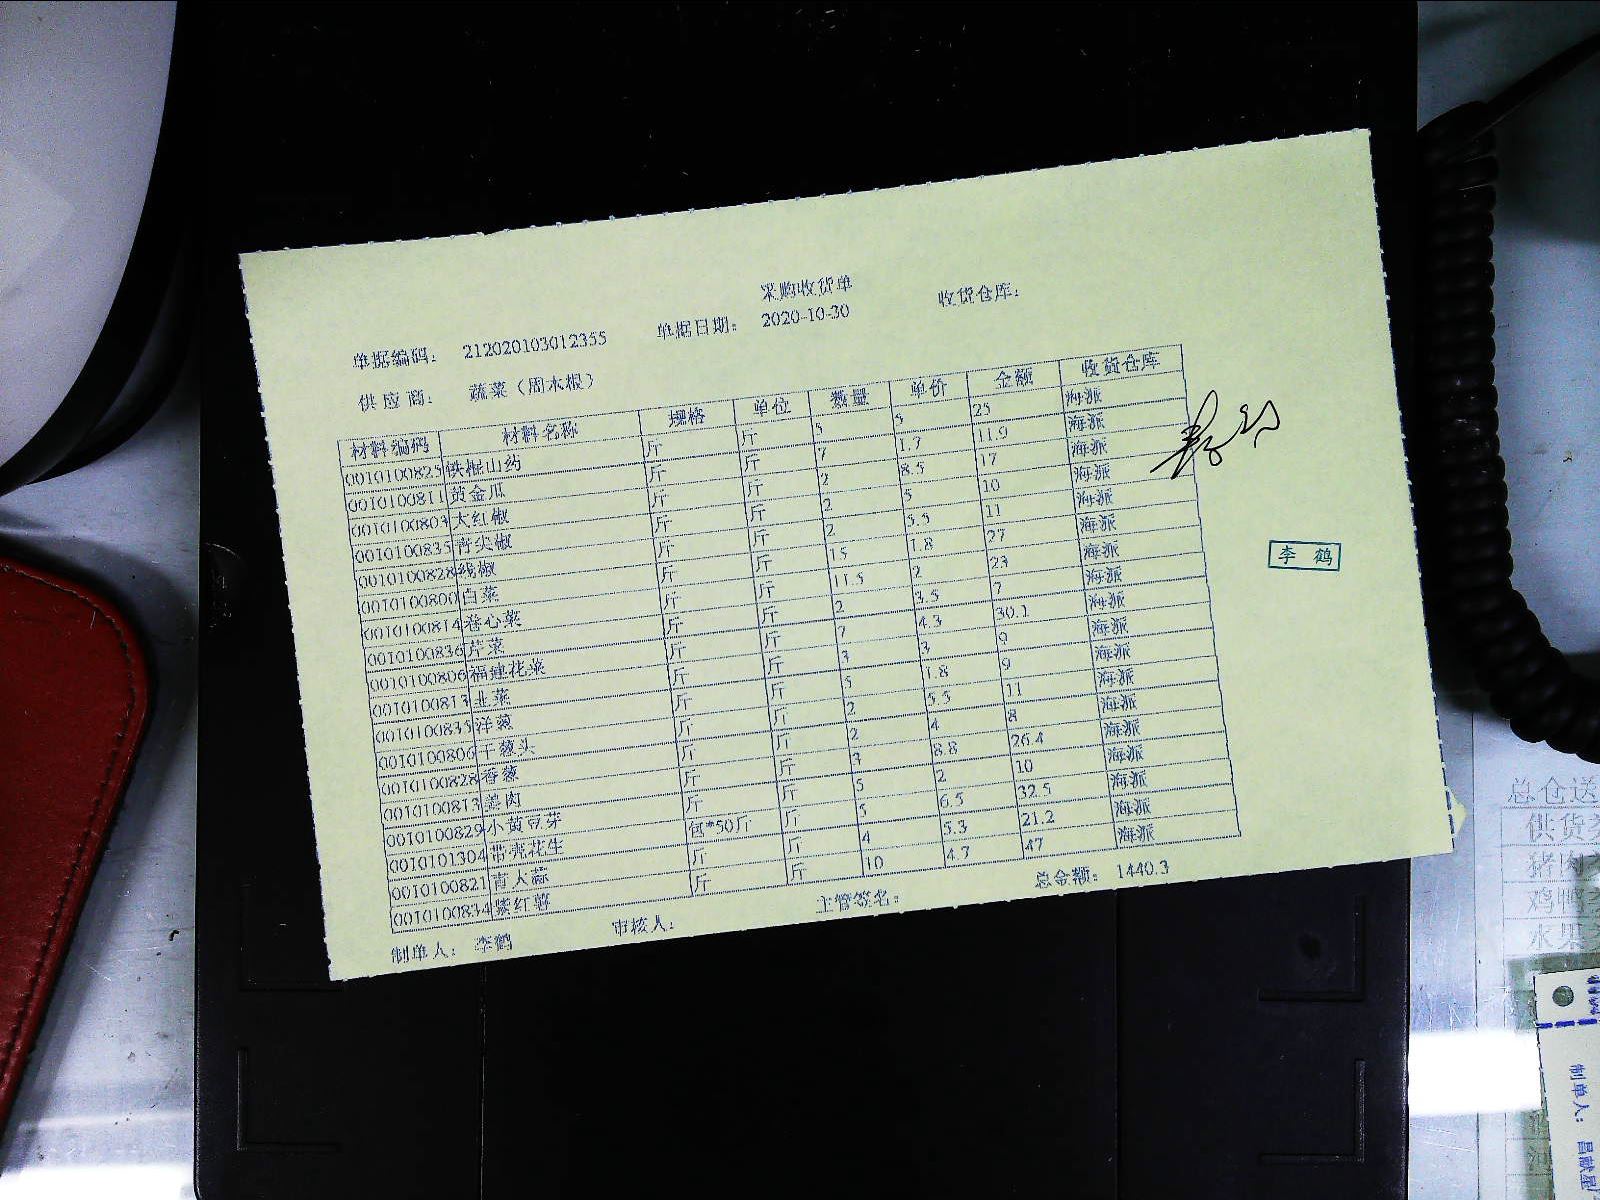 采购收货单
单据编码： 212020103012355 单据日期： 2020-10-30 收货仓库：
供应商： 蔬菜（周木根）
材料编码 材料名称 规格 单位 数量 单价 金额 收货仓库
0010100825 铁棍山药 斤 斤 5 5 25 海派
0010100811 黄金瓜 斤 斤 7 1.7 11.9 海派
0010100803 大红椒 斤 斤 2 8.5 17 海派
0010100835 青尖椒 斤 斤 2 5 10 海派
0010100828 线椒 斤 斤 2 5.5 11 海派
0010100800 白菜 斤 斤 15 1.8 27 海派
0010100814 卷心菜 斤 斤 11.5 2 23 海派
0010100836 芹菜 斤 斤 2 3.5 7 海派
0010100806 福建花菜 斤 斤 7 4.3 30.1 海派
0010100813 韭菜 斤 斤 3 3 9 海派
0010100835 洋葱 斤 斤 5 1.8 9 海派
0010100806 干葱头 斤 斤 2 5.5 11 海派
0010100828 香葱 斤 斤 2 4 8 海派
0010100813 姜肉 斤 斤 3 8.8 26.4 海派
0010100829 小黄豆芽 斤 斤 5 2 10 海派
0010101304 带壳花生 包*50斤 斤 5 6.5 32.5 海派
0010100821 青大蒜 斤 斤 4 5.3 21.2 海派
0010100834 紫红薯 斤 斤 10 4.7 47 海派
制单人： 李鹤 审核人： 主管签名： 总金额： 1440.3
李 鹤
总仓送
供货
猪肉
鸡鸭
水果
制单人： 昌献星